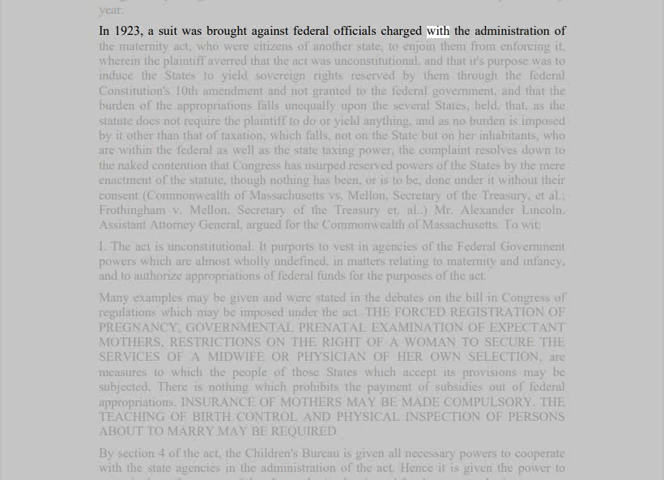 year.
In 1923, a suit was brought against federal officials charged with the administration of
the maternity act, who were citizens of another state, to enjoin them from enforcing it,
wherein the plaintiff averred that the act was unconstitutional, and that it's purpose was to
induce the States to yield sovereign rights reserved by them through the federal
Constitution's 10th amendment and not granted to the federal government, and that the
burden of the appropriations falls unequally upon the several States, held, that, as the
statute does not require the plaintiff to do or yield anything, and as no burden is imposed
by it other than that of taxation, which falls, not on the State but on her inhabitants, who
are within the federal as well as the state taxing power, the complaint resolves down to
the naked contention that Congress has usurped reserved powers of the States by the mere
enactment of the statute, though nothing has been, or is to be, done under it without their
consent (Commonwealth of Massachusetts vs. Mellon, Secretary of the Treasury, et al.;
Frothingham v. Mellon, Secretary of the Treasury et. al..) Mr. Alexander Lincoln,
Assistant Attorney General, argued for the Commonwealth of Massachusetts. To wit:
I. The act is unconstitutional. It purports to vest in agencies of the Federal Government
powers which are almost wholly undefined, in matters relating to maternity and infancy,
and to authorize appropriations of federal funds for the purposes of the act.
Many examples may be given and were stated in the debates on the bill in Congress of
regulations which may be imposed under the act. THE FORCED REGISTRATION OF
PREGNANCY, GOVERNMENTAL PRENATAL EXAMINATION OF EXPECTANT
MOTHERS, RESTRICTIONS ON THE RIGHT OF A WOMAN TO SECURE THE
SERVICES OF A MIDWIFE OR PHYSICIAN OF HER OWN SELECTION, are
measures to which the people of those States which accept its provisions may be
subjected. There is nothing which prohibits the payment of subsidies out of federal
appropriations. INSURANCE OF MOTHERS MAY BE MADE COMPULSORY. THE
TEACHING OF BIRTH CONTROL AND PHYSICAL INSPECTION OF PERSONS
ABOUT TO MARRY MAY BE REQUIRED.
By section 4 of the act, the Children's Bureau is given all necessary powers to cooperate
with the state agencies in the administration of the act. Hence it is given the power to